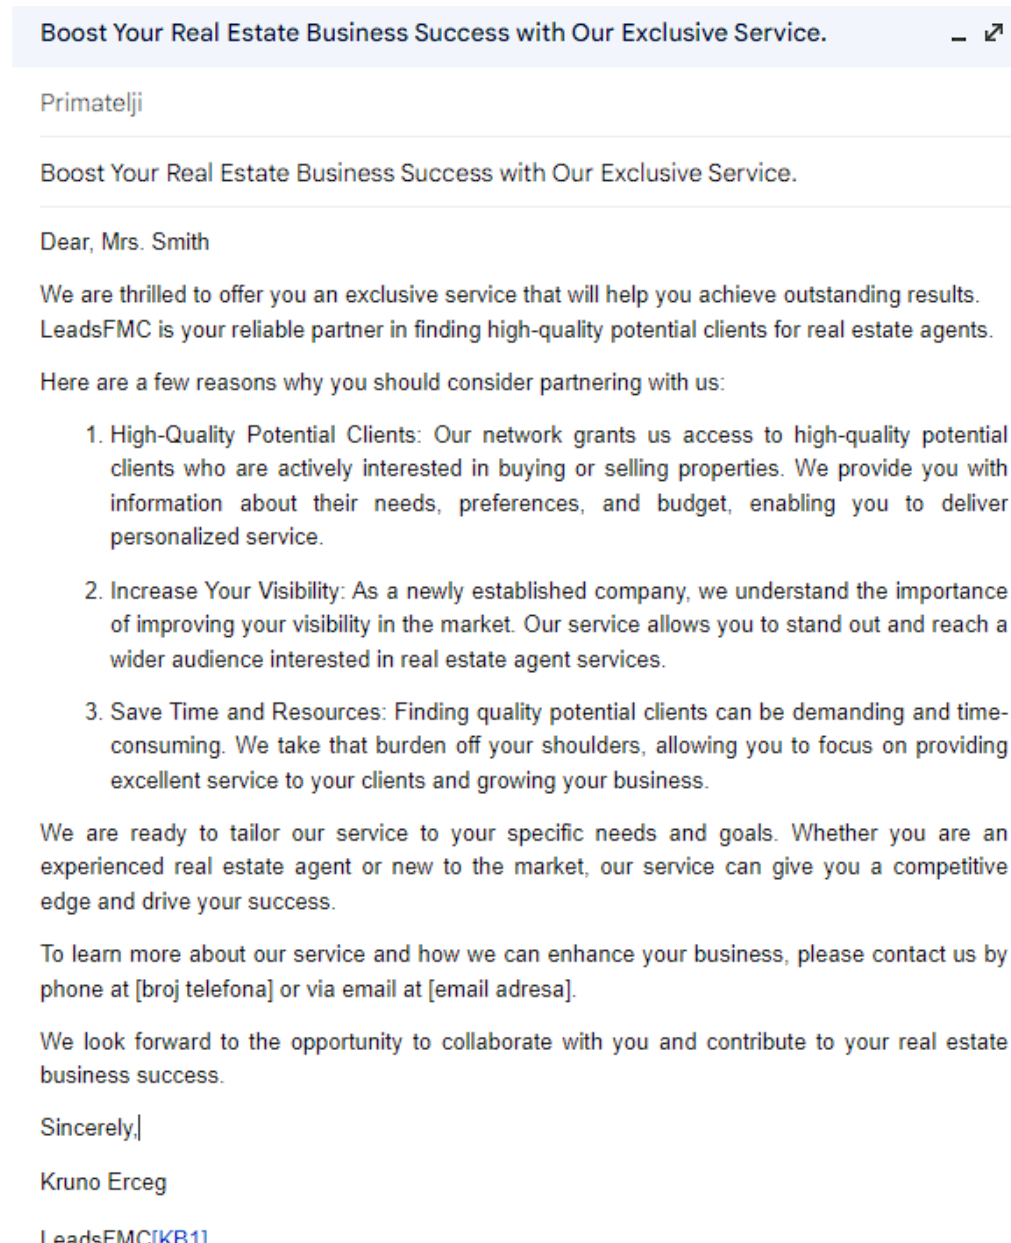 Boost Your Real Estate Business Success with Our Exclusive Service.
Primatelji
Boost Your Real Estate Business Success with Our Exclusive Service.
Dear, Mrs. Smith
We are thrilled to offer you an exclusive service that will help you achieve outstanding results.
LeadsFMC is your reliable partner in finding high-quality potential clients for real estate agents.
Here are a few reasons why you should consider partnering with us:
1. High-Quality Potential Clients: Our network grants us access to high-quality potential
clients who are actively interested in buying or selling properties. We provide you with
information about their needs, preferences, and budget, enabling you to deliver
personalized service.
2. Increase Your Visibility: As a newly established company, we understand the importance
of improving your visibility in the market. Our service allows you to stand out and reach a
wider audience interested in real estate agent services.
3. Save Time and Resources: Finding quality potential clients can be demanding and time-
consuming. We take that burden off your shoulders, allowing you to focus on providing
excellent service to your clients and growing your business.
We are ready to tailor our service to your specific needs and goals. Whether you are an
experienced real estate agent or new to the market, our service can give you a competitive
edge and drive your success.
To learn more about our service and how we can enhance your business, please contact us by
phone at [broj telefona] or via email at [email adresa].
We look forward to the opportunity to collaborate with you and contribute to your real estate
business success.
Sincerely,
Kruno Erceg
LeadsFMC[KB1]